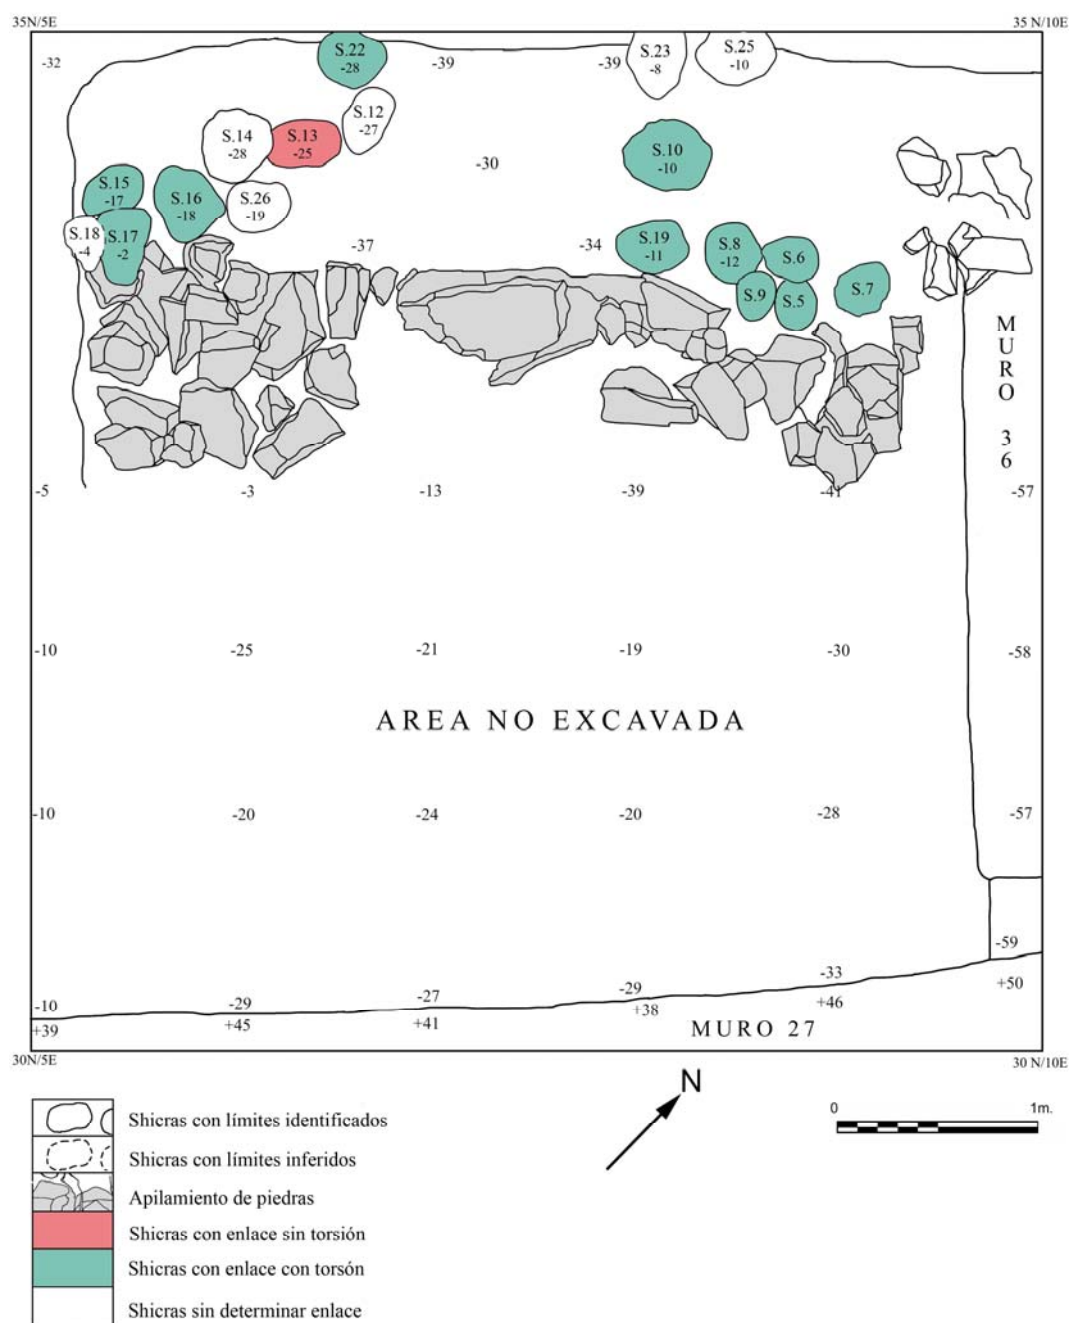 35N/5E
35 N/10E
S.22
-28
S.23
-8
S.25
-10
-32
-39
-39
S.12
-27
S.14
-28
S.13
-25
S.10
-10
-30
S.15
-17
S.16
-18
S.26
-19
S.18
-4
S.17
-2
-37
-34
S.19
-11
S.8
-12
S.6
S.9
S.5
S.7
MURO 36
-5
-3
-13
-39
-41
-57
-10
-25
-21
-19
-30
-58
AREA NO EXCAVADA
-10
-20
-24
-20
-28
-57
-59
-10
-29
-27
-29
-33
+50
+39
+45
+41
+38
+46
MURO 27
30N/5E
30 N/10E
N
0
1m.
Shicras con límites identificados
Shicras con límites inferidos
Apilamiento de piedras
Shicras con enlace sin torsión
Shicras con enlace con torsón
Shicras sin determinar enlace